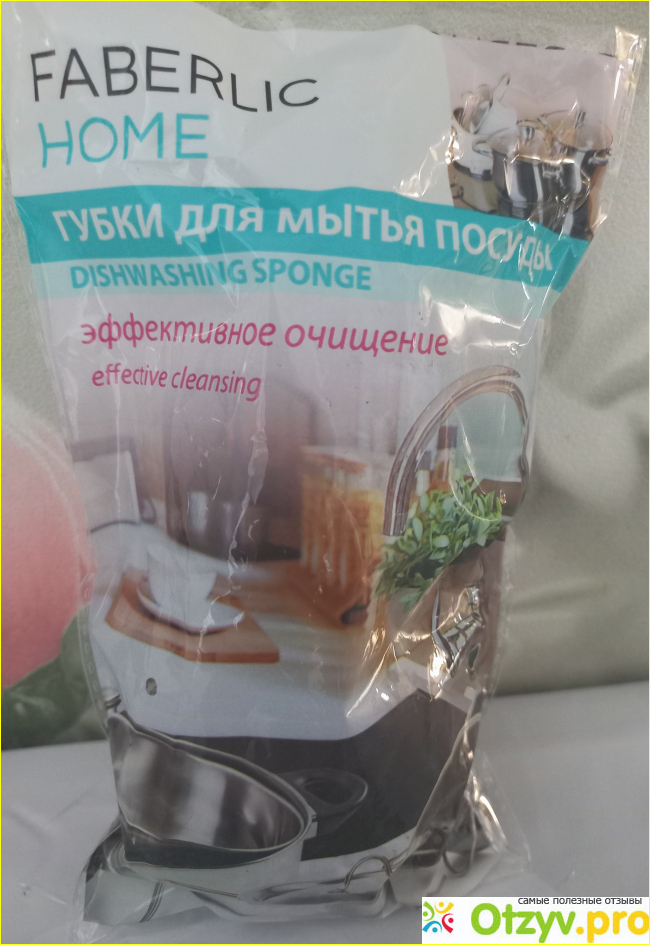 FABERLIC
HOME
ГУБКИ ДЛЯ МЫТЬЯ ПОСУДЫ
DISHWASHING SPONGE
эффективное очищение
effective cleansing
самые полезные отзывы
Otzyv.pro